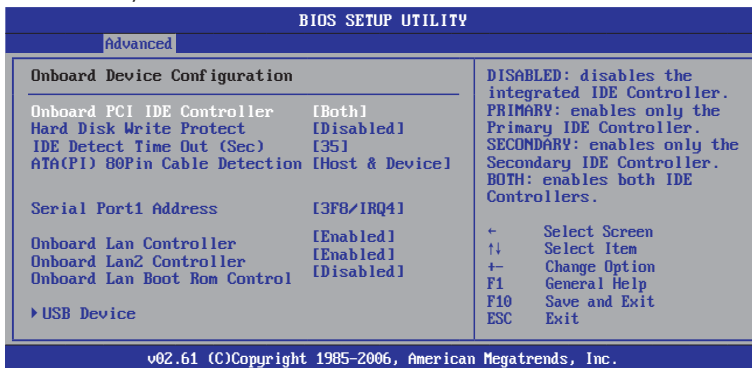 BIOS SETUP UTILITY
Advanced
Onboard Device Configuration
Onboard PCI IDE Controller [Both]
Hard Disk Write Protect [Disabled]
IDE Detect Time Out (Sec) [35]
ATA(PI) 80Pin Cable Detection [Host & Device]
Serial Port1 Address [3F8/IRQ4]
Onboard Lan Controller [Enabled]
Onboard Lan2 Controller [Enabled]
Onboard Lan Boot Rom Control [Disabled]
▶USB Device
DISABLED: disables the
integrated IDE Controller.
PRIMARY: enables only the
Primary IDE Controller.
SECONDARY: enables only the
Secondary IDE Controller.
BOTH: enables both IDE
Controllers.
← Select Screen
↑↓ Select Item
+- Change Option
F1 General Help
F10 Save and Exit
ESC Exit
v02.61 (C)Copyright 1985-2006, American Megatrends, Inc.